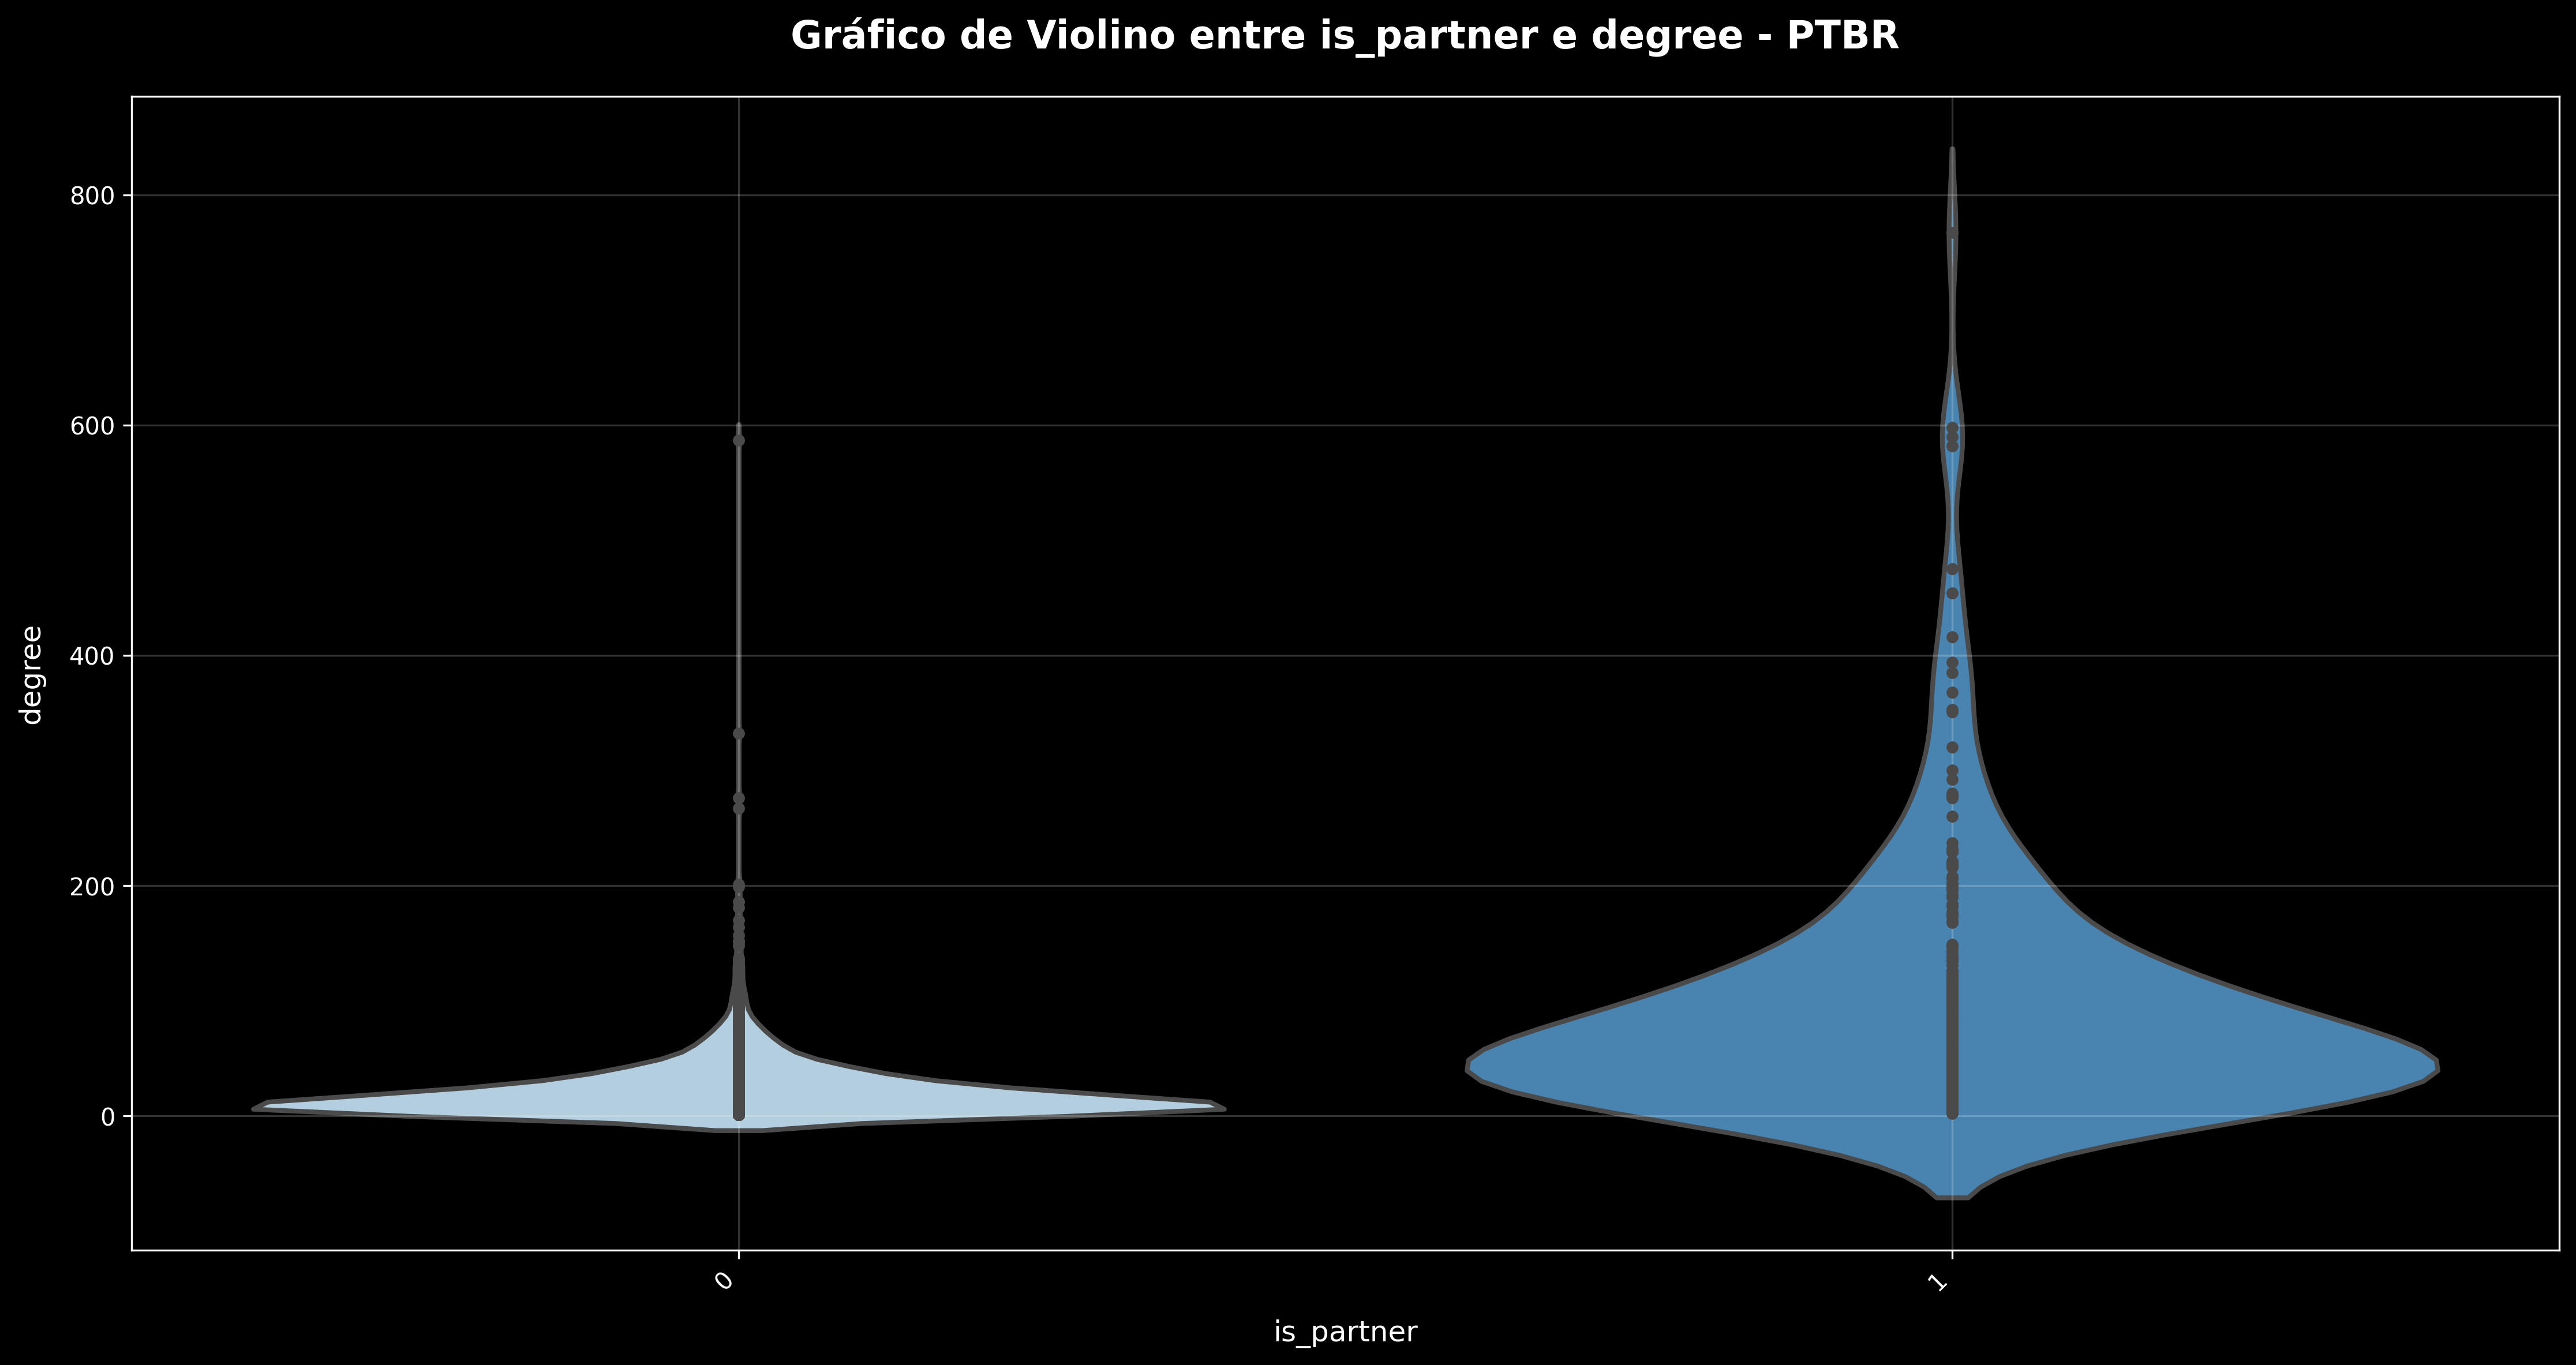 Gráfico de Violino entre is_partner e degree - PTBR
800
600
400
200
0
degree
0
1
is_partner